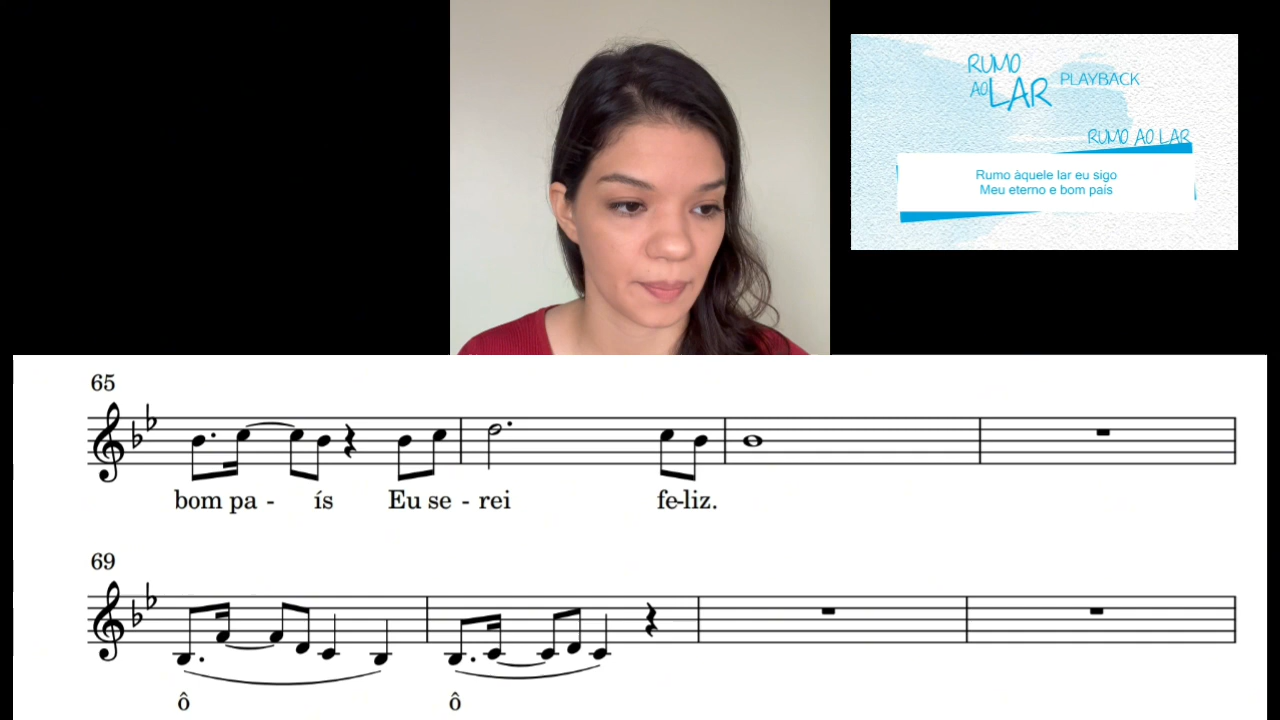 RUMO
AO LAR
PLAYBACK
RUMO AO LAR
Rumo àquele lar eu sigo
Meu eterno e bom país
65
bom pa - ís Eu se - rei fe-liz.
69
ô ô